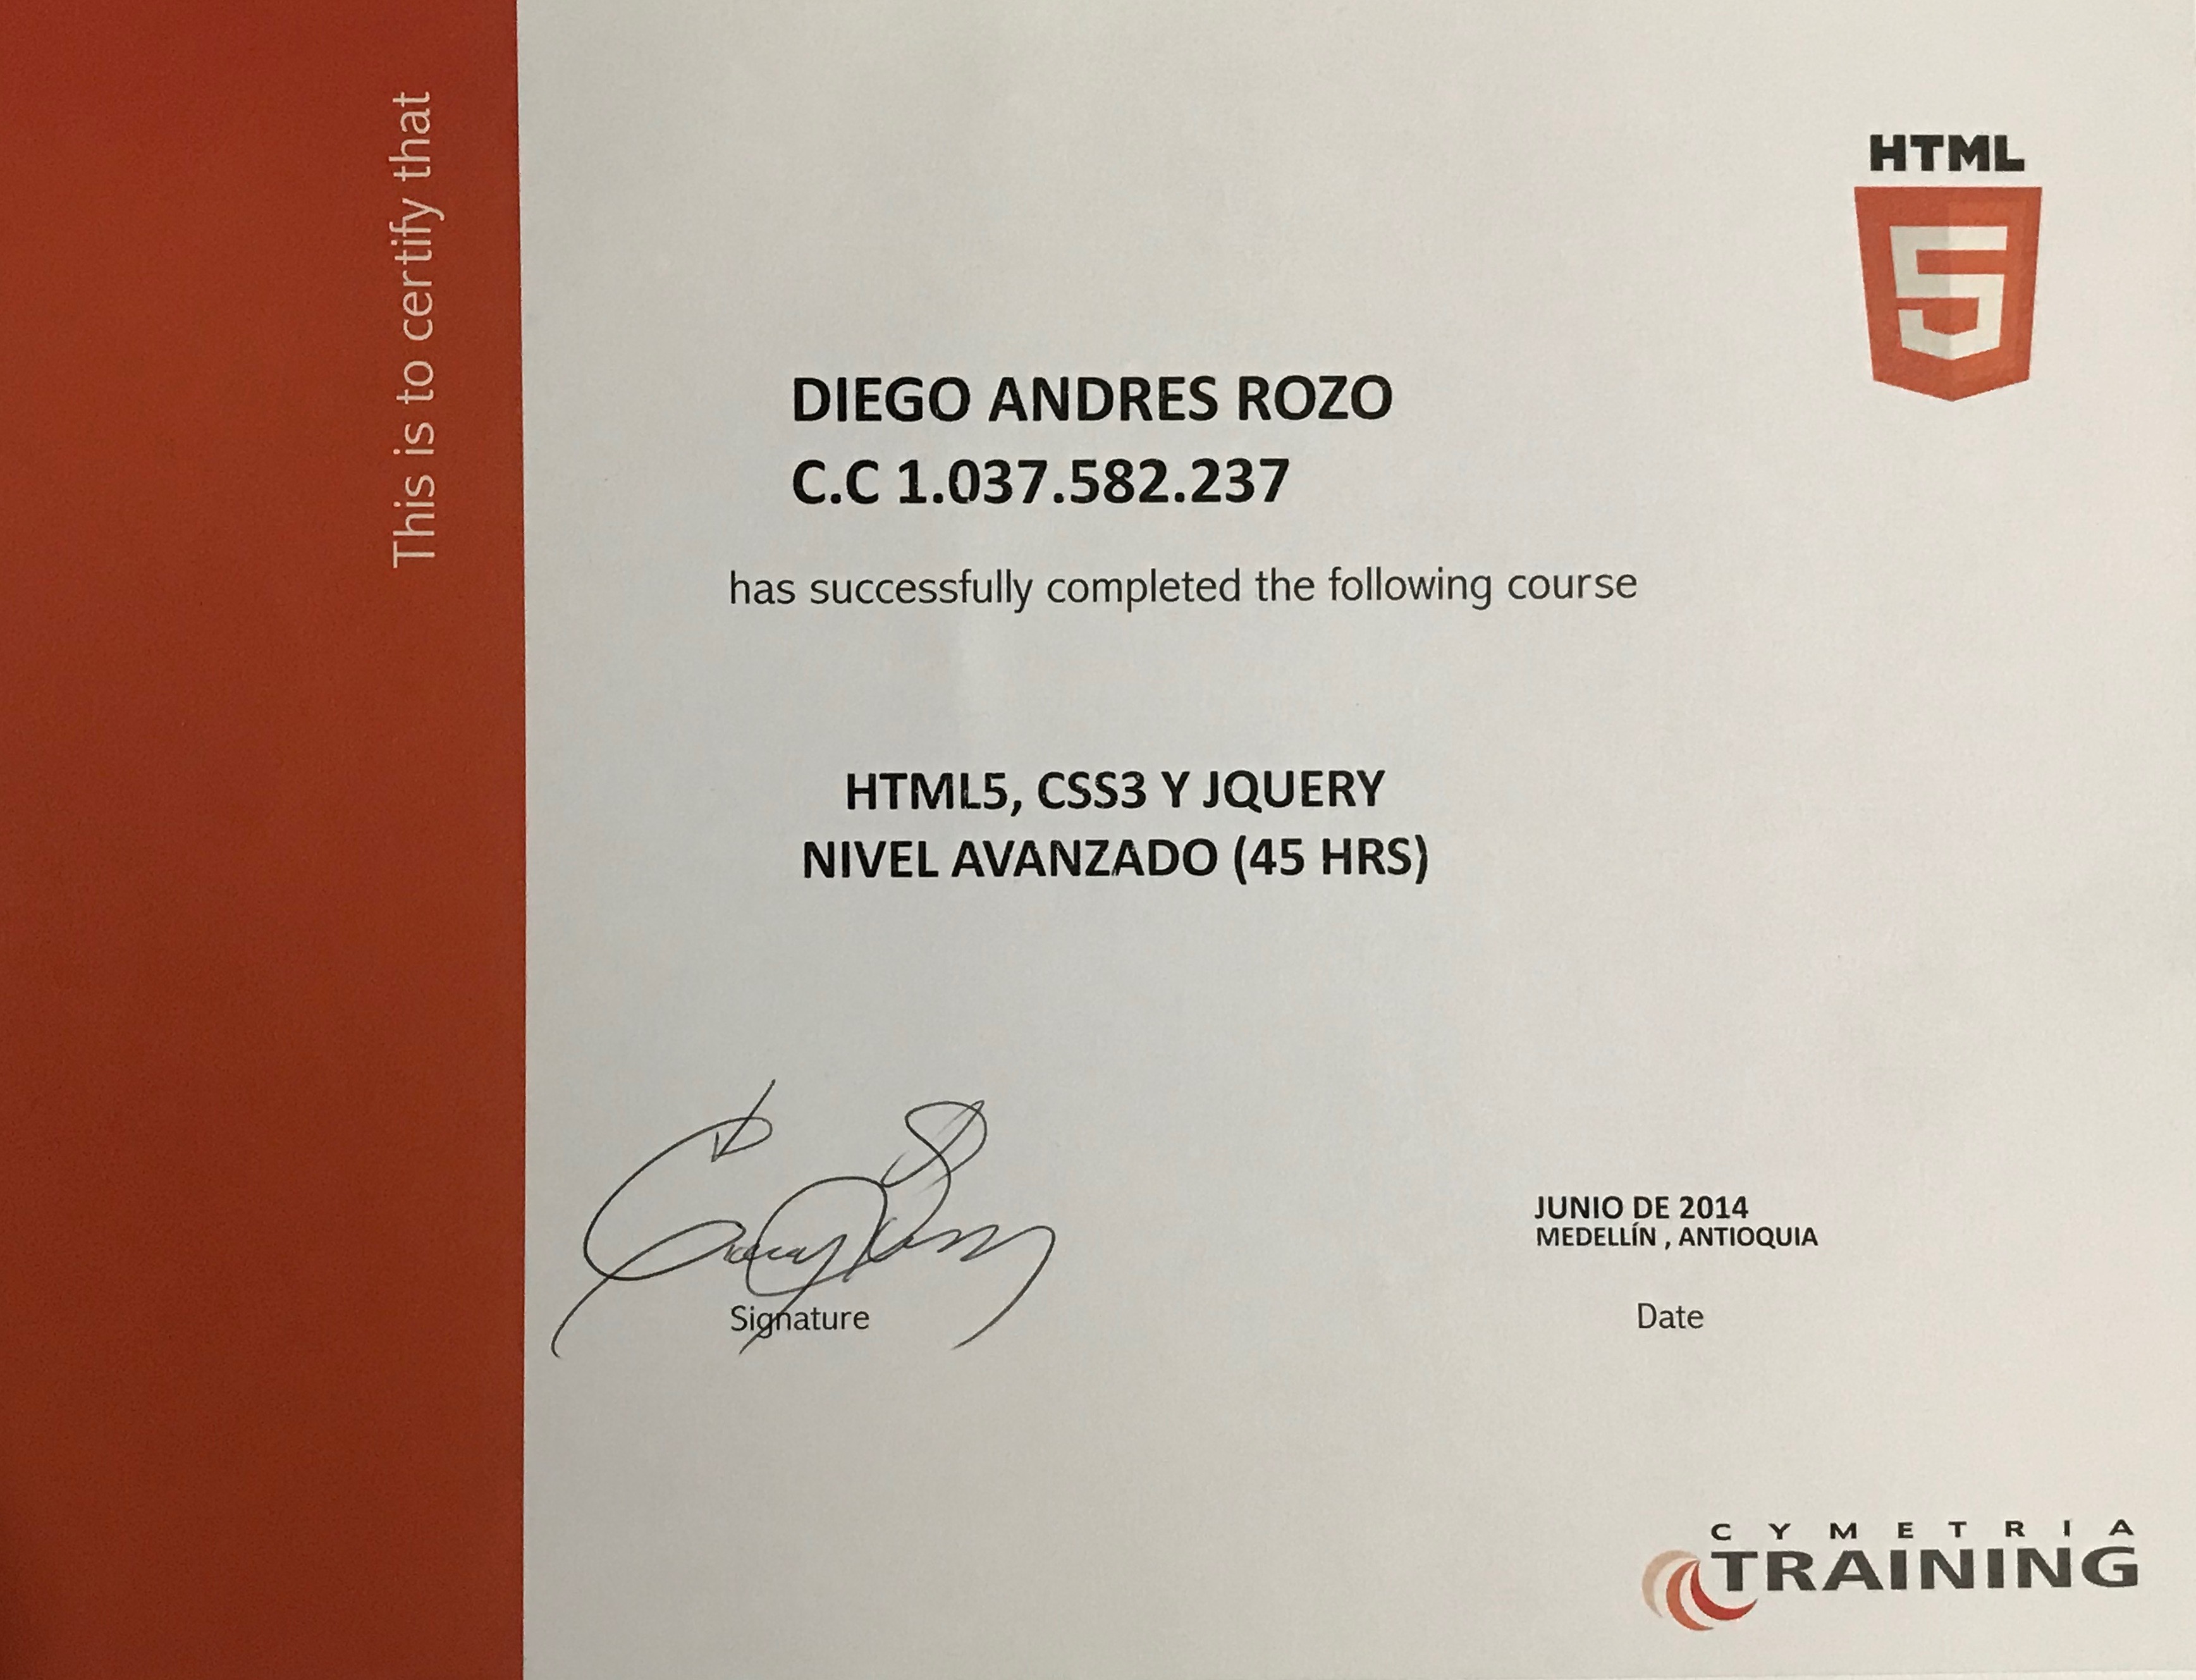 This is to certify that
HTML
5
DIEGO ANDRES ROZO
C.C 1.037.582.237
has successfully completed the following course
HTML5, CSS3 Y JQUERY
NIVEL AVANZADO (45 HRS)
JUNIO DE 2014
MEDELLÍN , ANTIOQUIA
Signature
Date
CYMETRIA
TRAINING